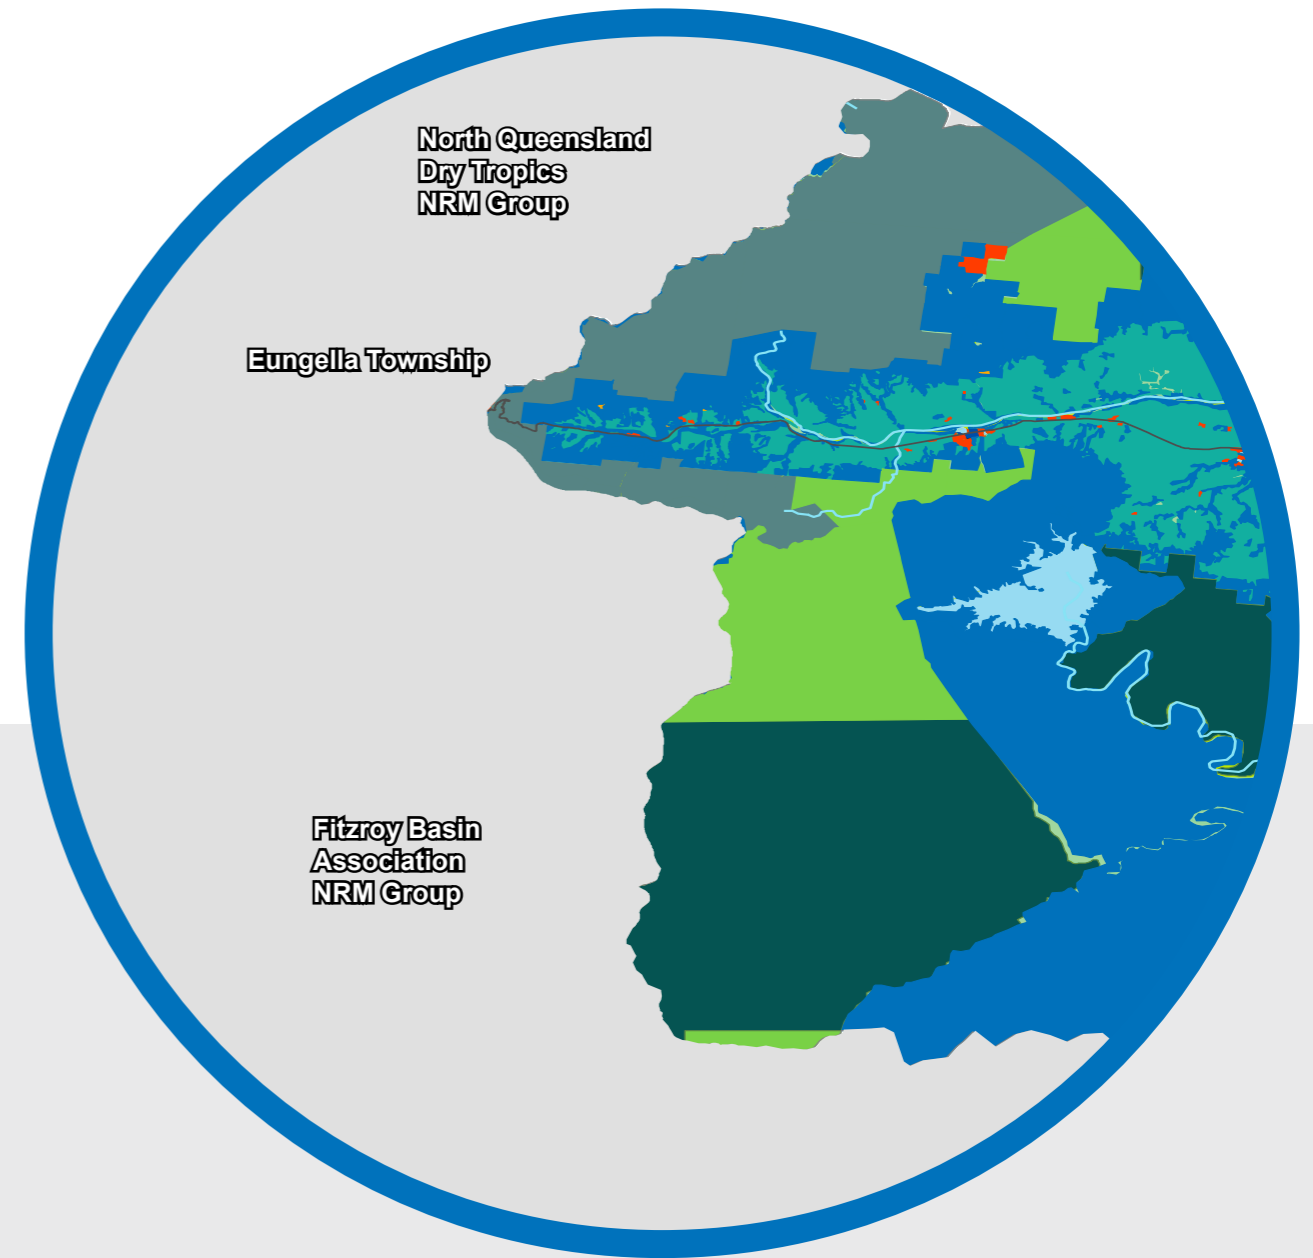 North Queensland
Dry Tropics
NRM Group
Eungella Township
Fitzroy Basin
Association
NRM Group